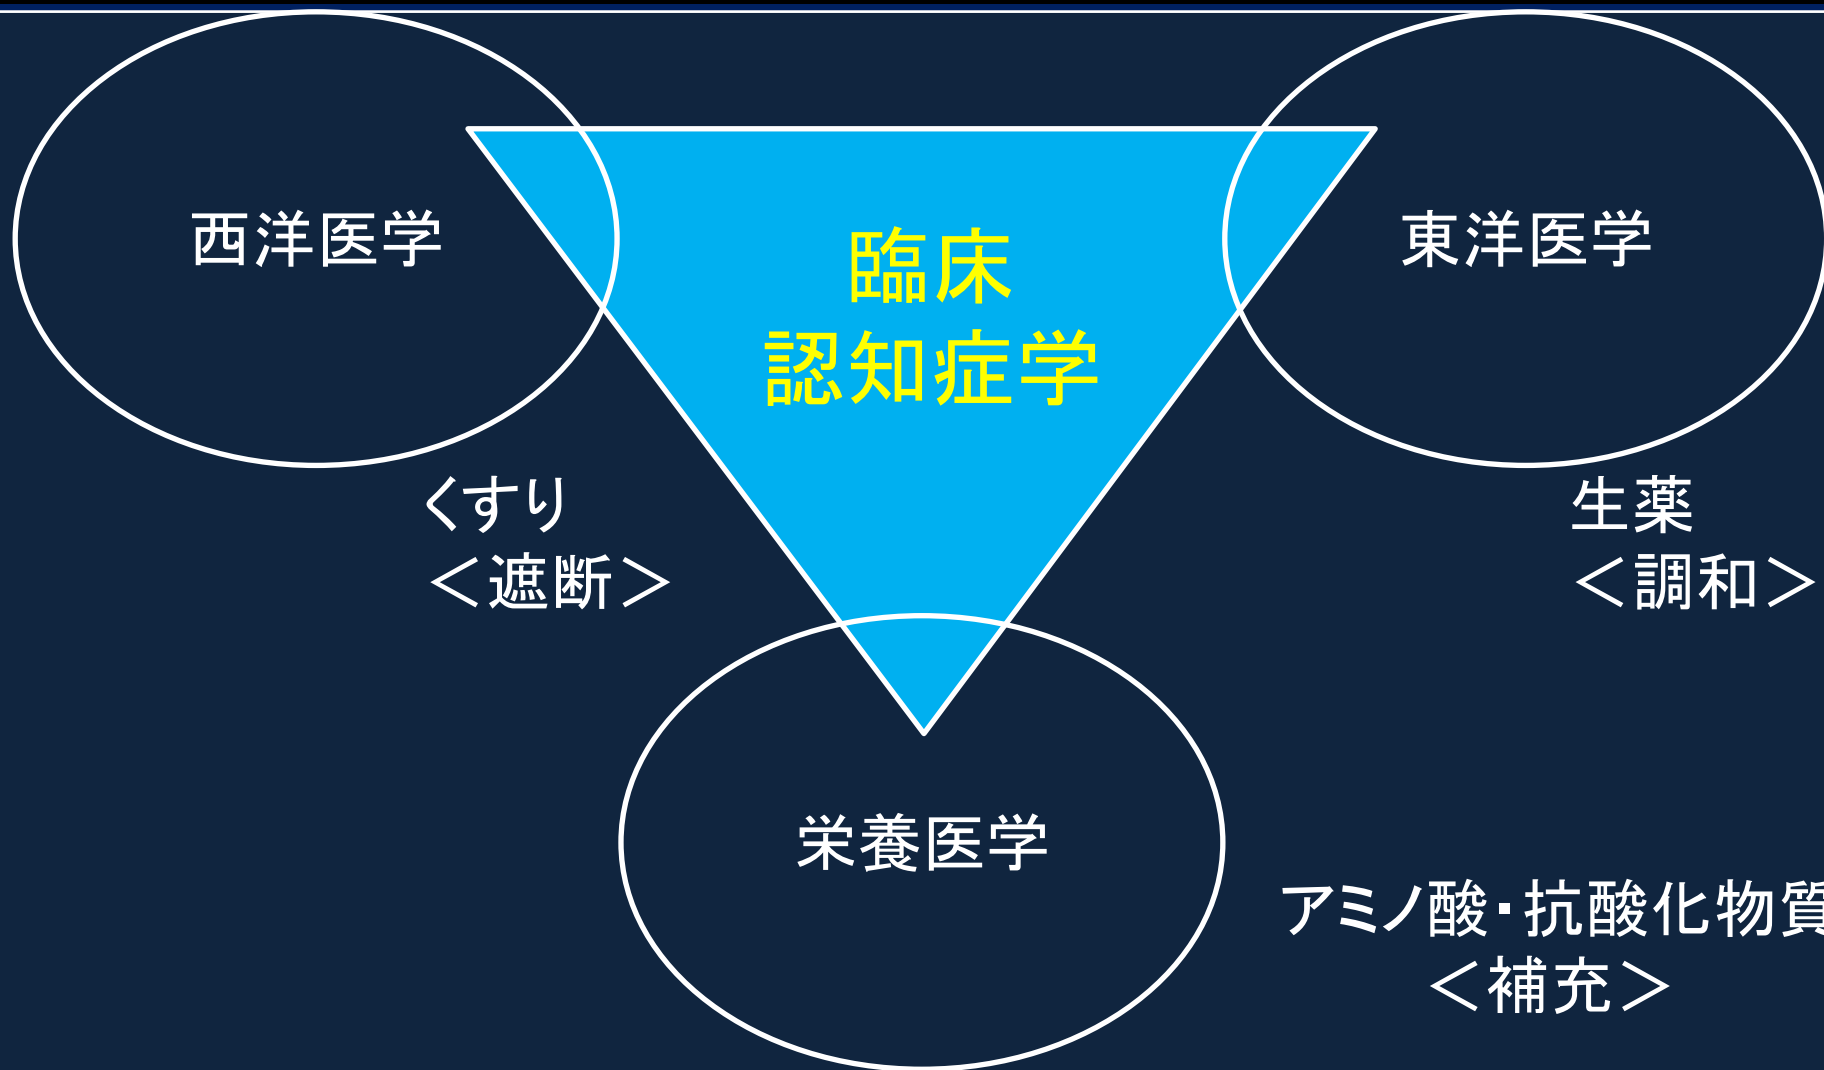 西洋医学
東洋医学
臨床
認知症学
くすり
＜遮断＞
生薬
＜調和＞
栄養医学
アミノ酸・抗酸化物質
＜補充＞